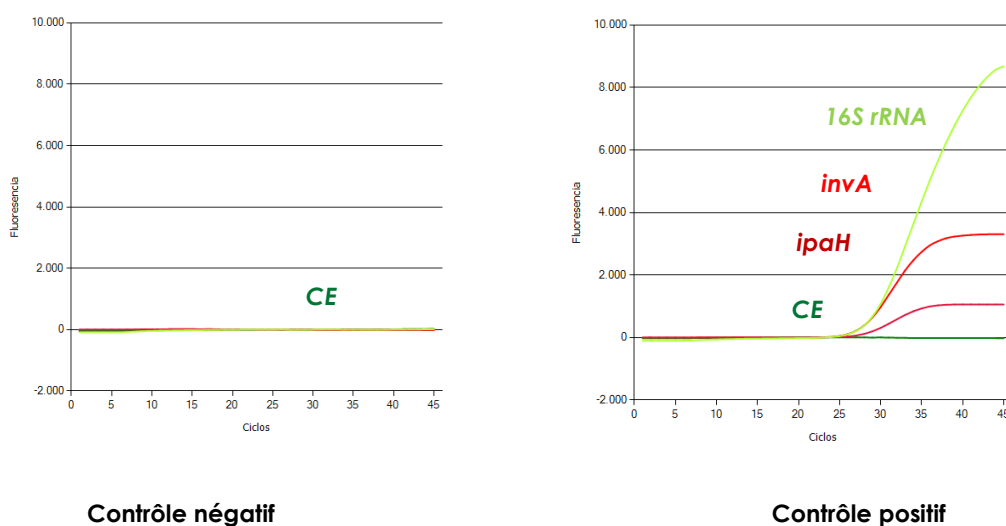 10.000
8.000
6.000
4.000
2.000
0
-2.000
Fluoresencia
0 5 10 15 20 25 30 35 40 45
Ciclos
CE
Contrôle négatif
10.000
8.000
6.000
4.000
2.000
0
-2.000
Fluoresencia
0 5 10 15 20 25 30 35 40 45
Ciclos
16S rRNA
invA
ipaH
CE
Contrôle positif